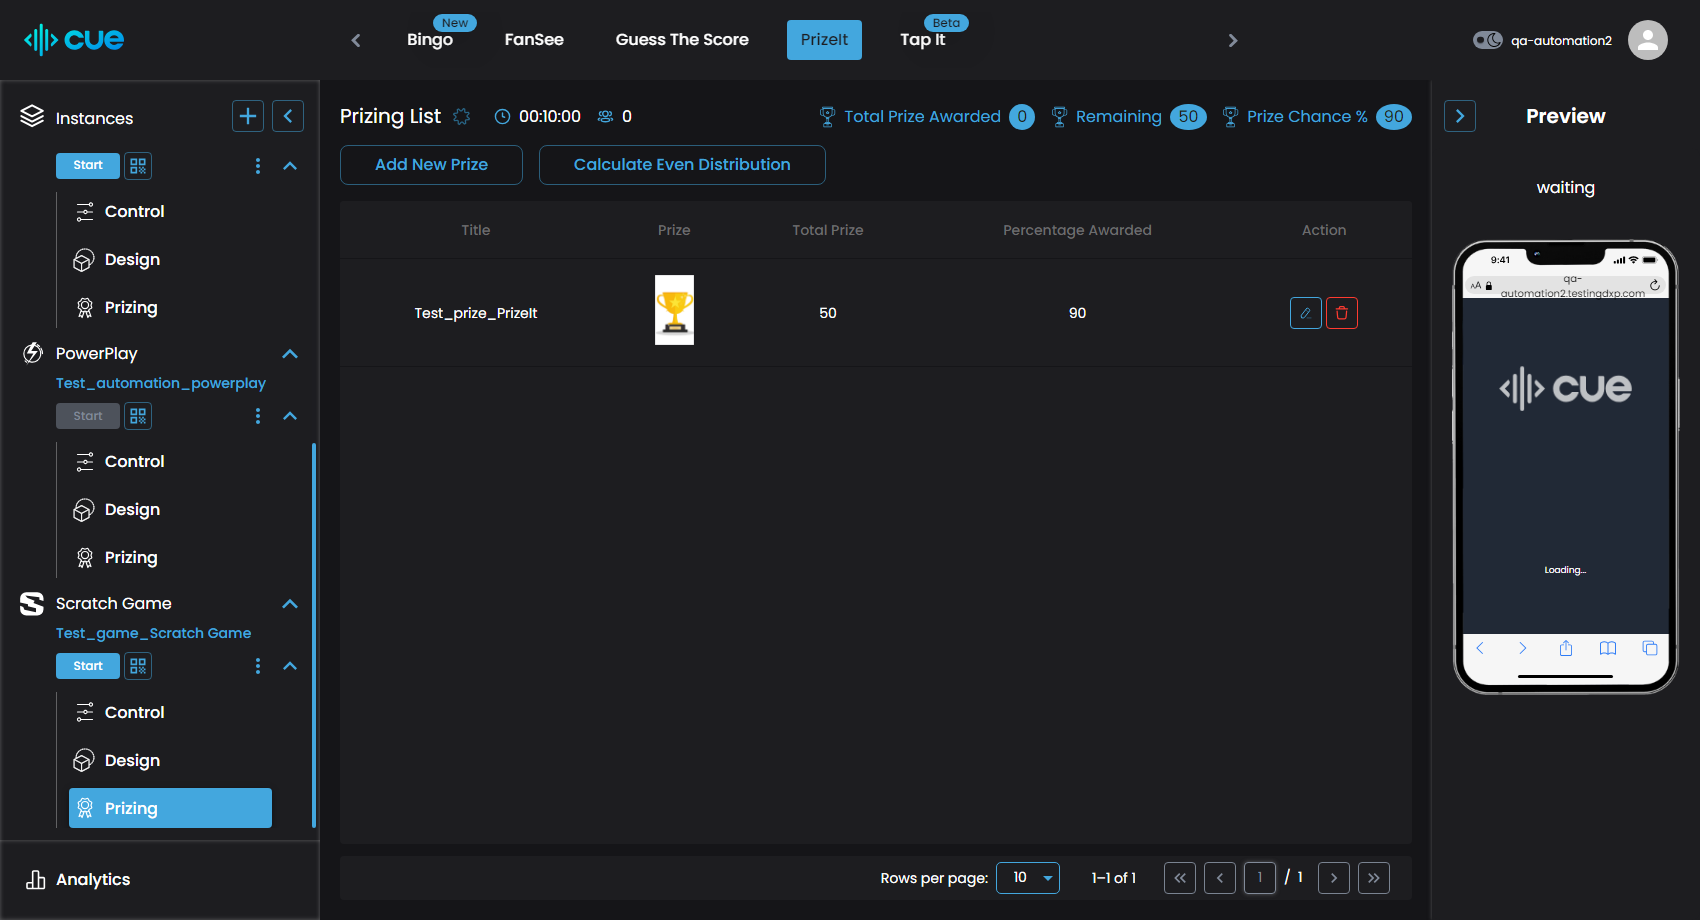 cue
New
Bingo
FanSee
Guess The Score
PrizeIt
Beta
Tap It
qa-automation2
Instances
Start
Control
Design
Prizing
PowerPlay
Test_automation_powerplay
Start
Control
Design
Prizing
Scratch Game
Test_game_Scratch Game
Start
Control
Design
Prizing
Analytics
Prizing List
00:10:00
0
Total Prize Awarded 0
Remaining 50
Prize Chance % 90
Add New Prize
Calculate Even Distribution
Title Prize Total Prize Percentage Awarded Action
Test_prize_PrizeIt 50 90
Rows per page: 10 1–1 of 1 1 / 1
Preview
waiting
9:41
AA
qa-
automation2.testingdxp.com
cue
Loading...